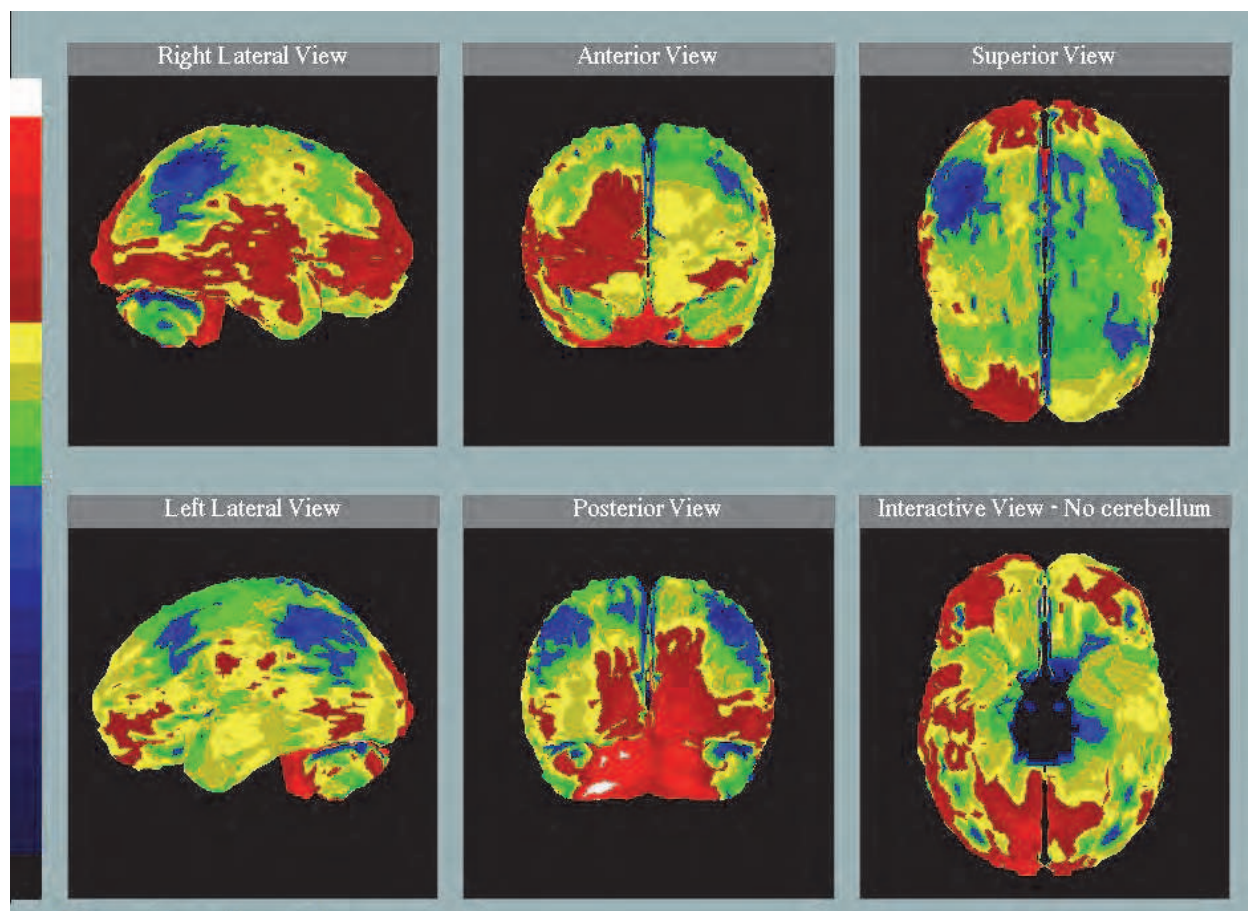 Right Lateral View
Anterior View
Superior View
Left Lateral View
Posterior View
Interactive View - No cerebellum